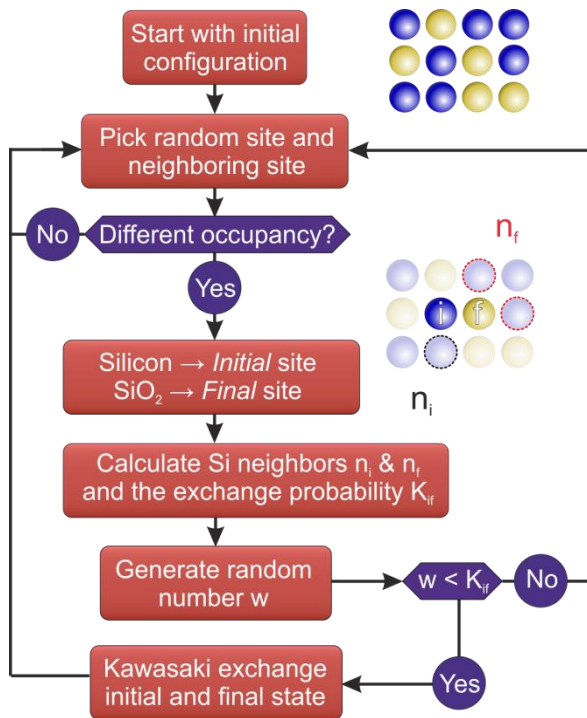 Start with initial
configuration
Pick random site and
neighboring site
No
Different occupancy?
Yes
Silicon → Initial site
SiO₂ → Final site
Calculate Si neighbors nᵢ & n_f
and the exchange probability K_if
Generate random
number w
w < K_if
No
Yes
Kawasaki exchange
initial and final state
n_f
i f
nᵢ